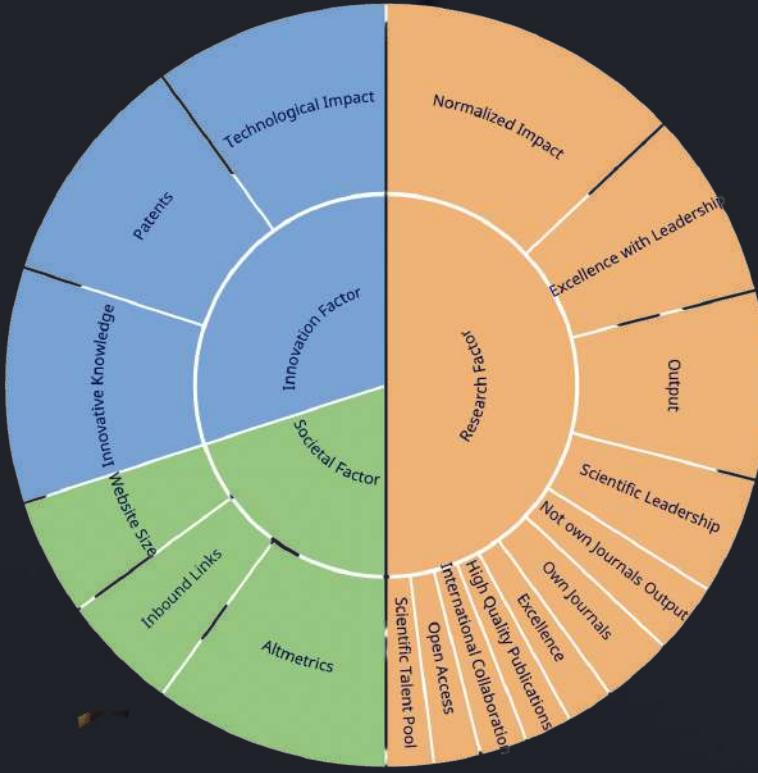 Technological Impact
Normalized Impact
Patents
Excellence with Leadership
Innovation Factor
Research Factor
Innovative Knowledge
Output
Societal Factor
Website Size
Scientific Leadership
Inbound Links
Not own Journals Output
Altmetrics
Own Journals
Excellence
High Quality Publications
International Collaboration
Open Access
Scientific Talent Pool